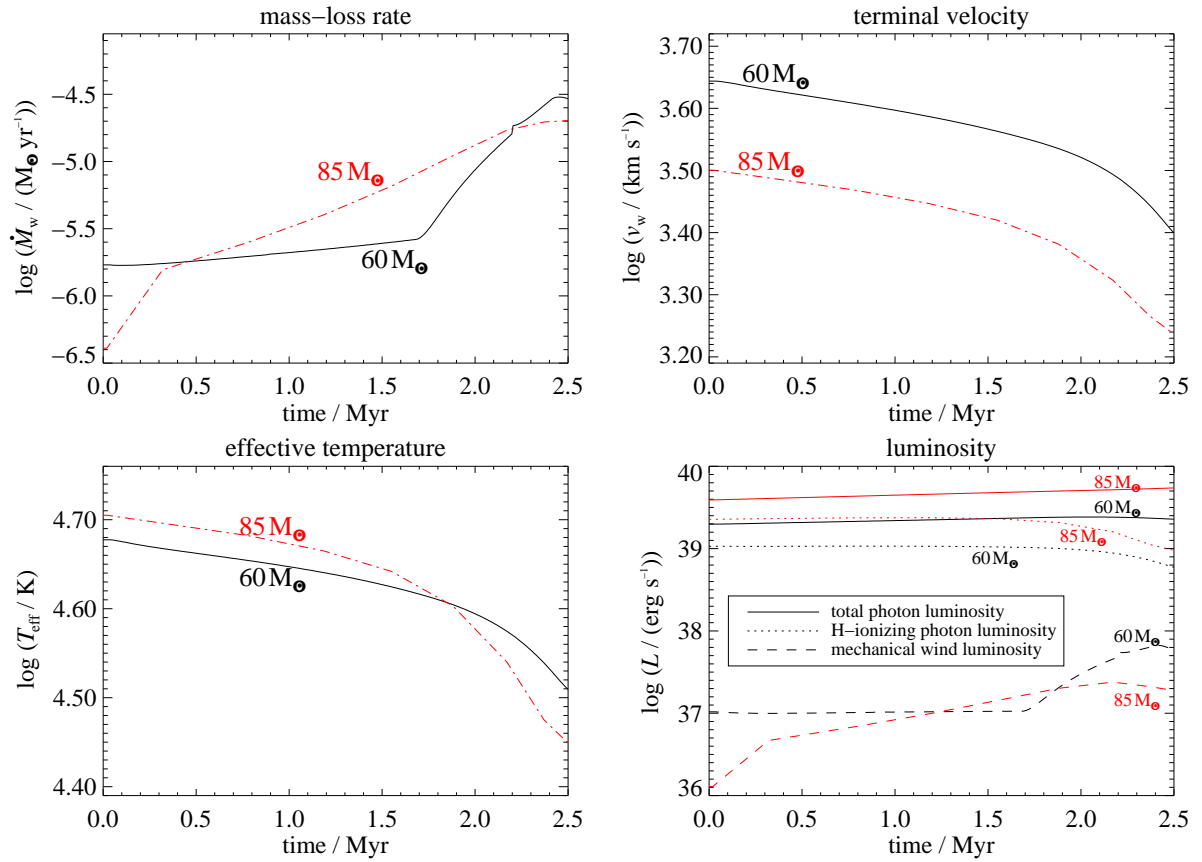 mass−loss rate
log (Ṁw / (M⊙ yr⁻¹))
−4.5
−5.0
−5.5
−6.0
−6.5
85 M⊙
60 M⊙
0.0 0.5 1.0 1.5 2.0 2.5
time / Myr
terminal velocity
log (vw / (km s⁻¹))
3.70
3.60
3.50
3.40
3.30
3.20
60 M⊙
85 M⊙
0.0 0.5 1.0 1.5 2.0 2.5
time / Myr
effective temperature
log (Teff / K)
4.70
4.60
4.50
4.40
85 M⊙
60 M⊙
0.0 0.5 1.0 1.5 2.0 2.5
time / Myr
luminosity
log (L / (erg s⁻¹))
40
39
38
37
36
85 M⊙
60 M⊙
85 M⊙
60 M⊙
total photon luminosity
H−ionizing photon luminosity
mechanical wind luminosity
60 M⊙
85 M⊙
0.0 0.5 1.0 1.5 2.0 2.5
time / Myr